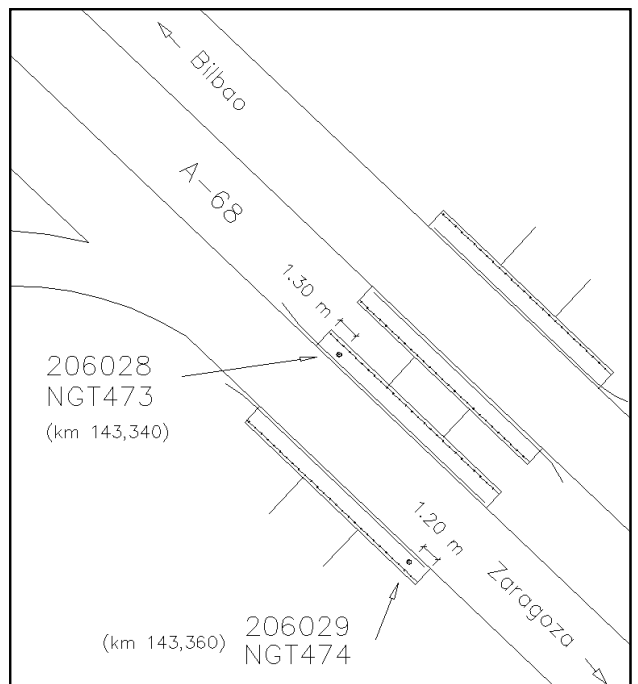 Bilbao
A-68
1.30 m
206028
NGT473
(km 143,340)
1.20 m
Zaragoza
(km 143,360) 206029
NGT474